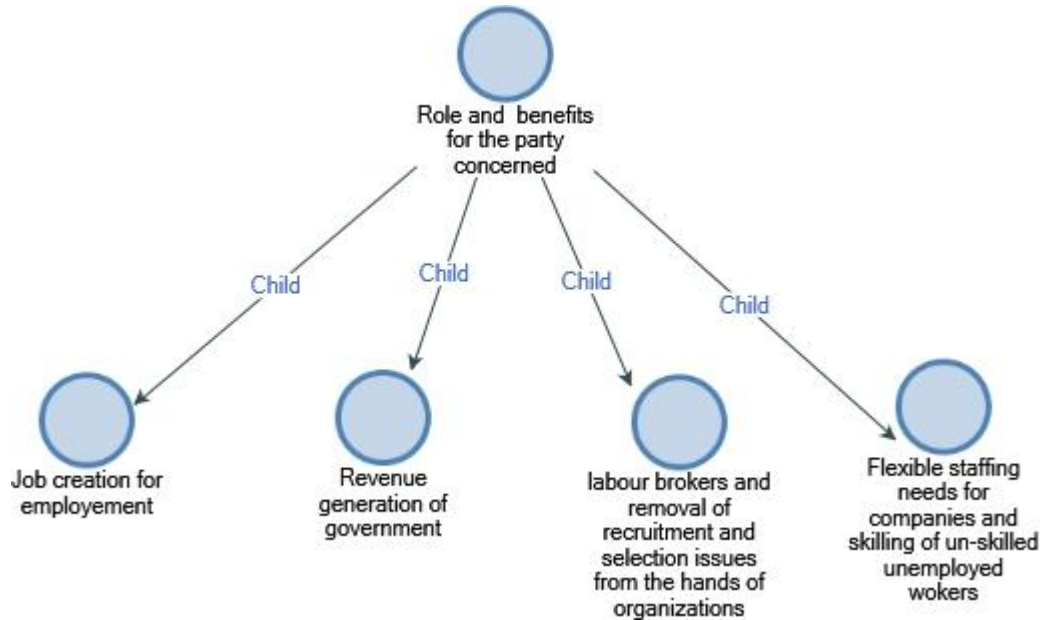 Role and benefits
for the party
concerned
Child
Child
Child
Child
Job creation for
employement
Revenue
generation of
government
labour brokers and
removal of
recruitment and
selection issues
from the hands of
organizations
Flexible staffing
needs for
companies and
skilling of un-skilled
unemployed
wokers